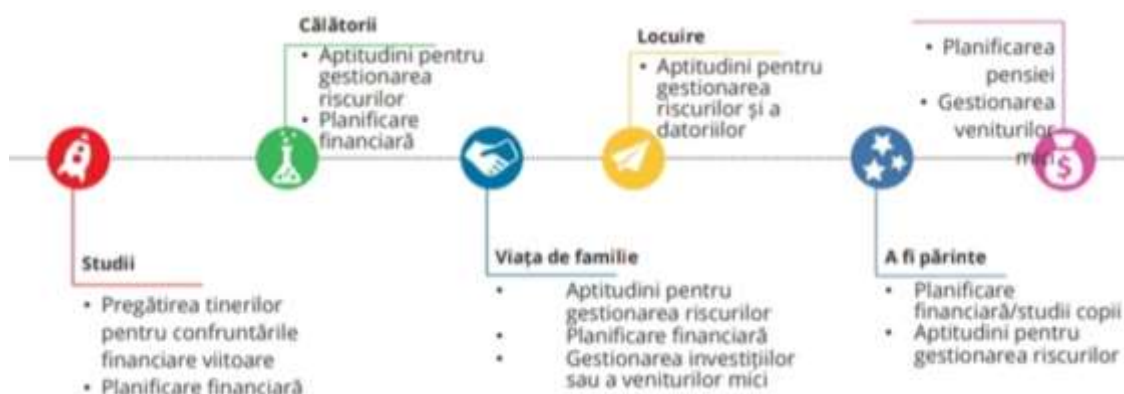 Călătorii
• Aptitudini pentru
gestionarea
riscurilor
• Planificare
financiară
Locuire
• Aptitudini pentru
gestionarea
riscurilor și a
datoriilor
• Planificarea
pensiei
• Gestionarea
veniturilor
mici
$
Studii
• Pregătirea tinerilor
pentru confruntările
financiare viitoare
• Planificare financiară
Viața de familie
• Aptitudini pentru
gestionarea riscurilor
• Planificare financiară
• Gestionarea investițiilor
sau a veniturilor mici
A fi părinte
• Planificare
financiară/studii copii
• Aptitudini pentru
gestionarea riscurilor